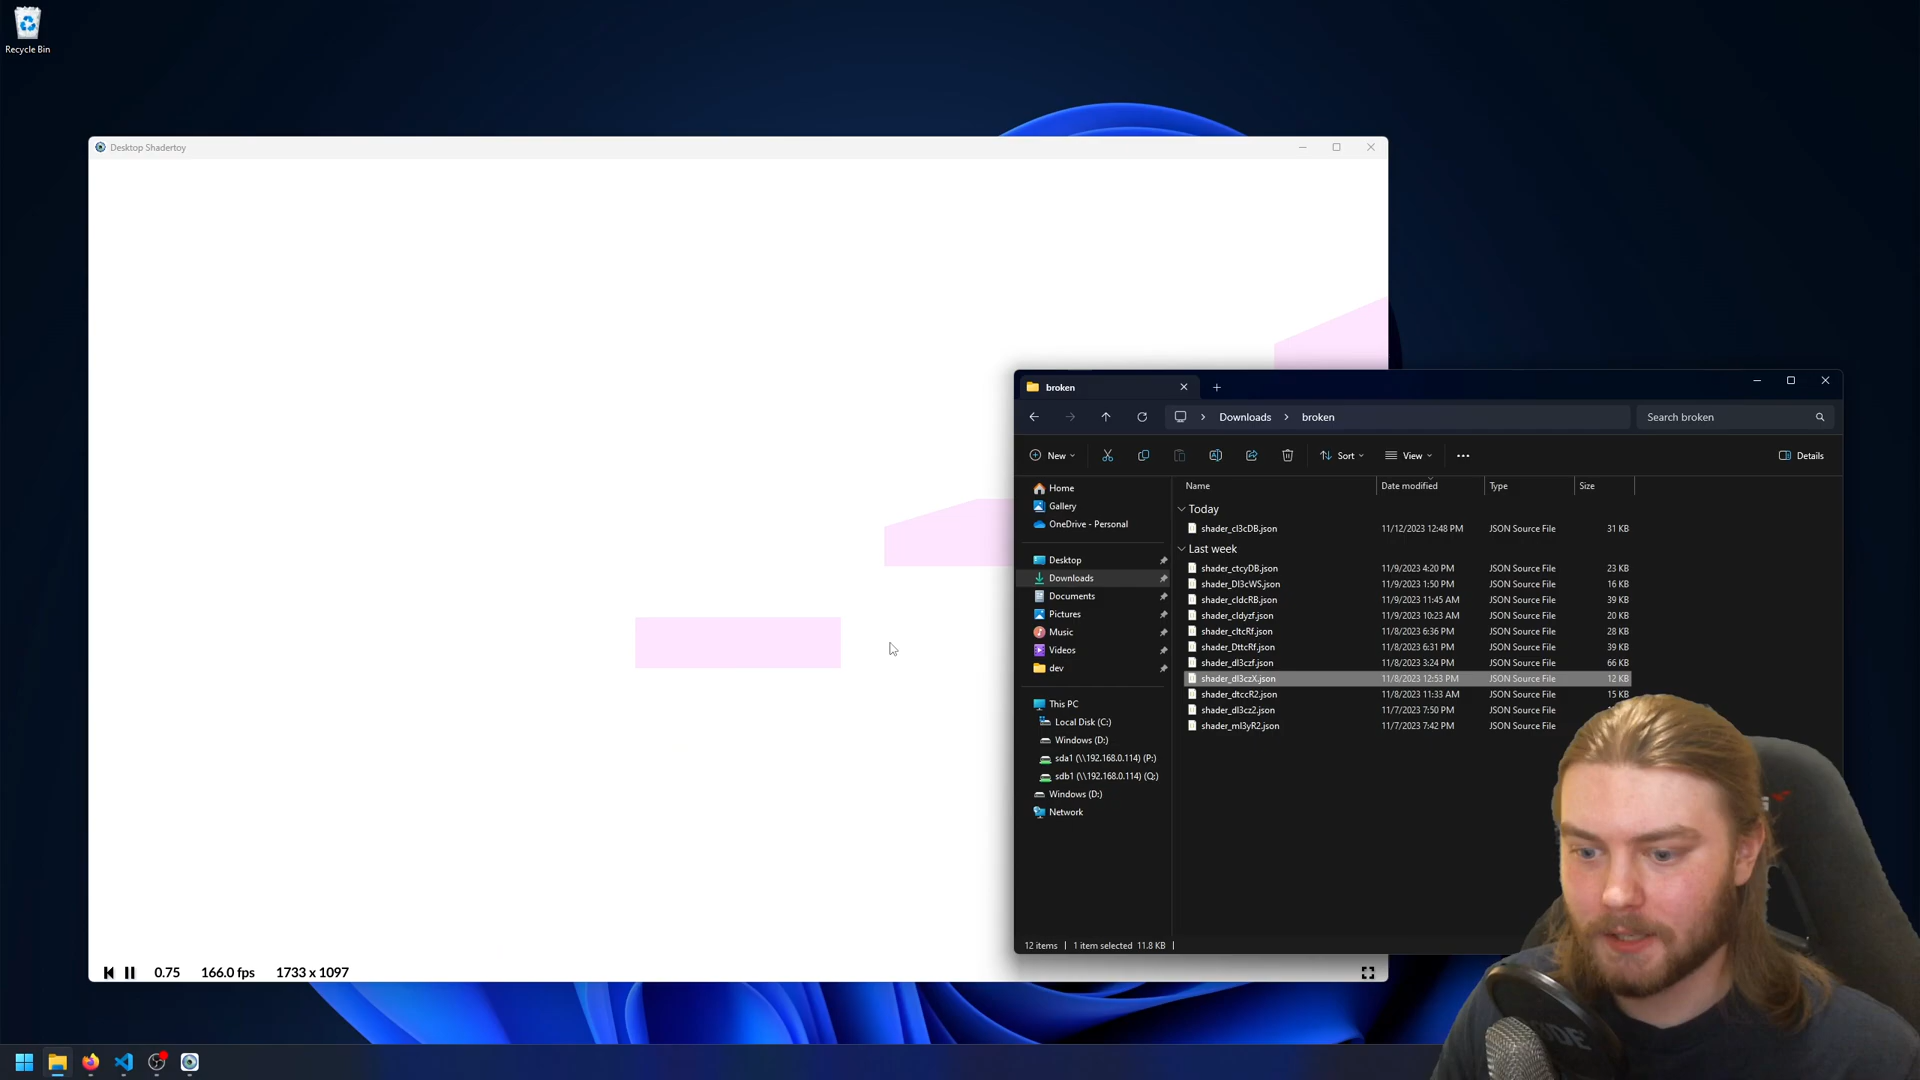 Recycle Bin
Desktop Shadertoy
broken
Downloads > broken
Search broken
New
Sort
View
Details
Home
Gallery
OneDrive - Personal
Desktop
Downloads
Documents
Pictures
Music
Videos
dev
This PC
Local Disk (C:)
Windows (D:)
sda1 (\\192.168.0.114) (P:)
sdb1 (\\192.168.0.114) (Q:)
Windows (D:)
Network
Name Date modified Type Size
Today
shader_cl3cDB.json 11/12/2023 12:48 PM JSON Source File 31 KB
Last week
shader_ctcyDB.json 11/9/2023 4:20 PM JSON Source File 23 KB
shader_Dl3cWS.json 11/9/2023 1:50 PM JSON Source File 16 KB
shader_cldcRB.json 11/9/2023 11:45 AM JSON Source File 39 KB
shader_cldyzf.json 11/9/2023 10:23 AM JSON Source File 20 KB
shader_cltcRf.json 11/8/2023 6:36 PM JSON Source File 28 KB
shader_DttcRf.json 11/8/2023 6:31 PM JSON Source File 39 KB
shader_dl3czf.json 11/8/2023 3:24 PM JSON Source File 66 KB
shader_dl3czX.json 11/8/2023 12:53 PM JSON Source File 12 KB
shader_dtccR2.json 11/8/2023 11:33 AM JSON Source File 15 KB
shader_dl3cz2.json 11/7/2023 7:50 PM JSON Source File
shader_ml3yR2.json 11/7/2023 7:42 PM JSON Source File
12 items 1 item selected 11.8 KB
0.75 166.0 fps 1733 x 1097